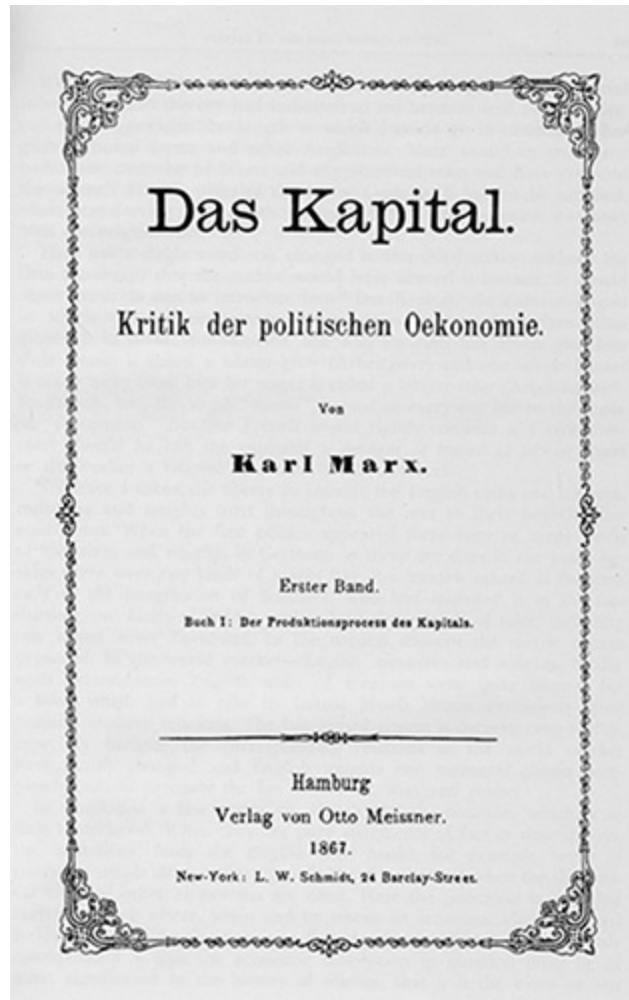 Das Kapital.
Kritik der politischen Oekonomie.
Von
Karl Marx.
Erster Band.
Buch I: Der Produktionsprocess des Kapitals.
Hamburg
Verlag von Otto Meissner.
1867.
New-York: L. W. Schmidt, 24 Barclay-Street.